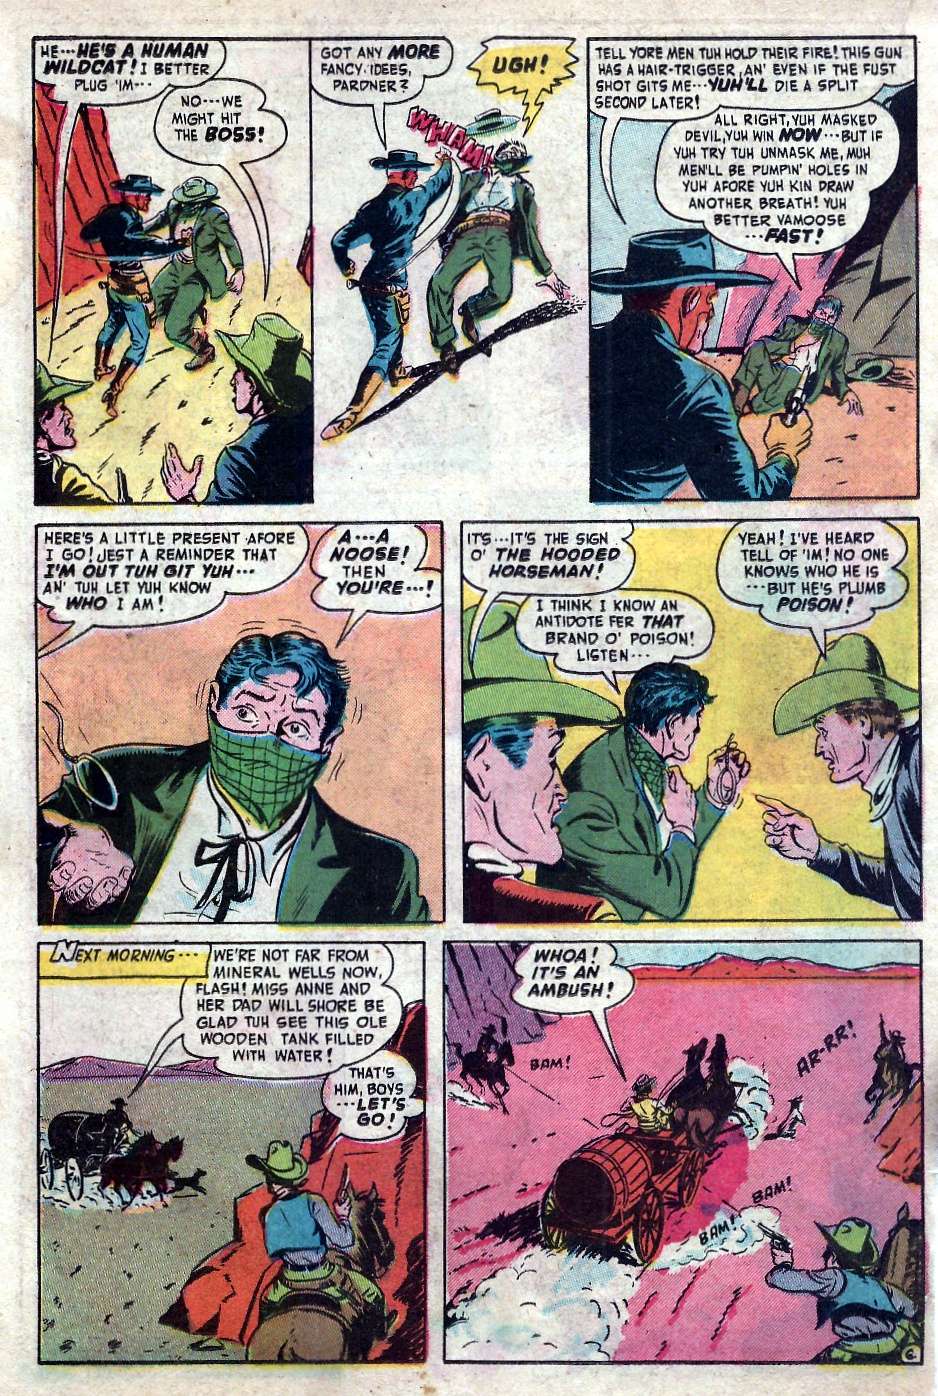 HE---HE'S A HUMAN
WILDCAT! I BETTER
PLUG 'IM---
NO---WE
MIGHT HIT
THE BOSS!
GOT ANY MORE
FANCY IDEES,
PARDNER?
WHAM!
UGH!
TELL YORE MEN TUH HOLD THEIR FIRE! THIS GUN
HAS A HAIR-TRIGGER, AN' EVEN IF THE FUST
SHOT GITS ME---YUH'LL DIE A SPLIT
SECOND LATER!
ALL RIGHT, YUH MASKED
DEVIL, YUH WIN NOW---BUT IF
YUH TRY TUH UNMASK ME, MUH
MEN'LL BE PUMPIN' HOLES IN
YUH AFORE YUH KIN DRAW
ANOTHER BREATH! YUH
BETTER VAMOOSE
---FAST!
HERE'S A LITTLE PRESENT AFORE
I GO! JEST A REMINDER THAT
I'M OUT TUH GIT YUH---
AN' TUH LET YUH KNOW
WHO I AM!
A---A
NOOSE!
THEN
YOU'RE---!
IT'S---IT'S THE SIGN
O' THE HOODED
HORSEMAN!
I THINK I KNOW AN
ANTIDOTE FER THAT
BRAND O' POISON!
LISTEN---
YEAH! I'VE HEARD
TELL OF 'IM! NO ONE
KNOWS WHO HE IS
---BUT HE'S PLUMB
POISON!
NEXT MORNING---
WE'RE NOT FAR FROM
MINERAL WELLS NOW,
FLASH! MISS ANNE AND
HER DAD WILL SHORE BE
GLAD TUH SEE THIS OLE
WOODEN TANK FILLED
WITH WATER!
THAT'S
HIM, BOYS
---LET'S
GO!
WHOA!
IT'S AN
AMBUSH!
BAM!
AR-RR!
BAM!
BAM!
6.